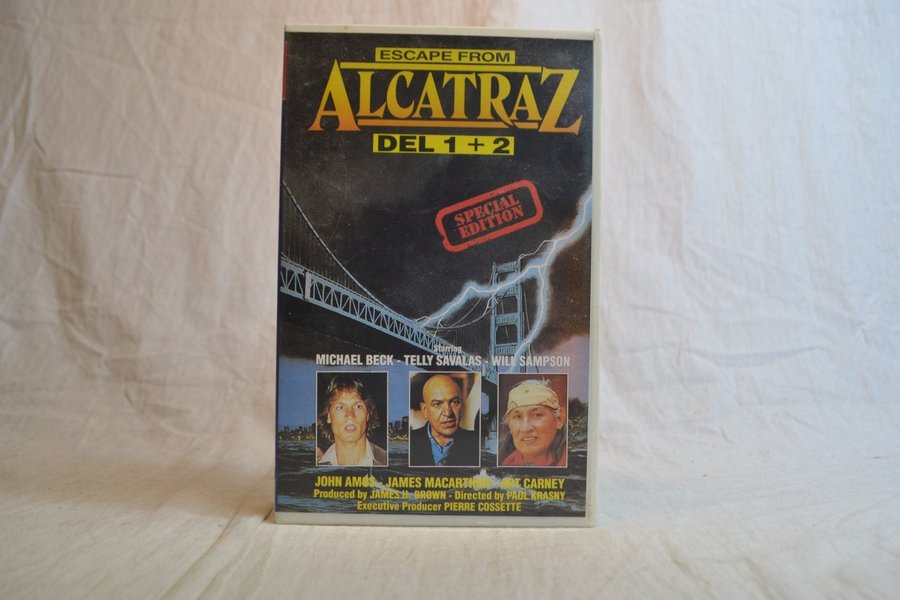 ESCAPE FROM
ALCATRAZ
DEL 1 + 2
SPECIAL
EDITION
Starring
MICHAEL BECK - TELLY SAVALAS - WILL SAMPSON
JOHN AMOS - JAMES MACARTHUR - ART CARNEY
Produced by JAMES H. BROWN - Directed by PAUL KRASNY
Executive Producer PIERRE COSSETTE